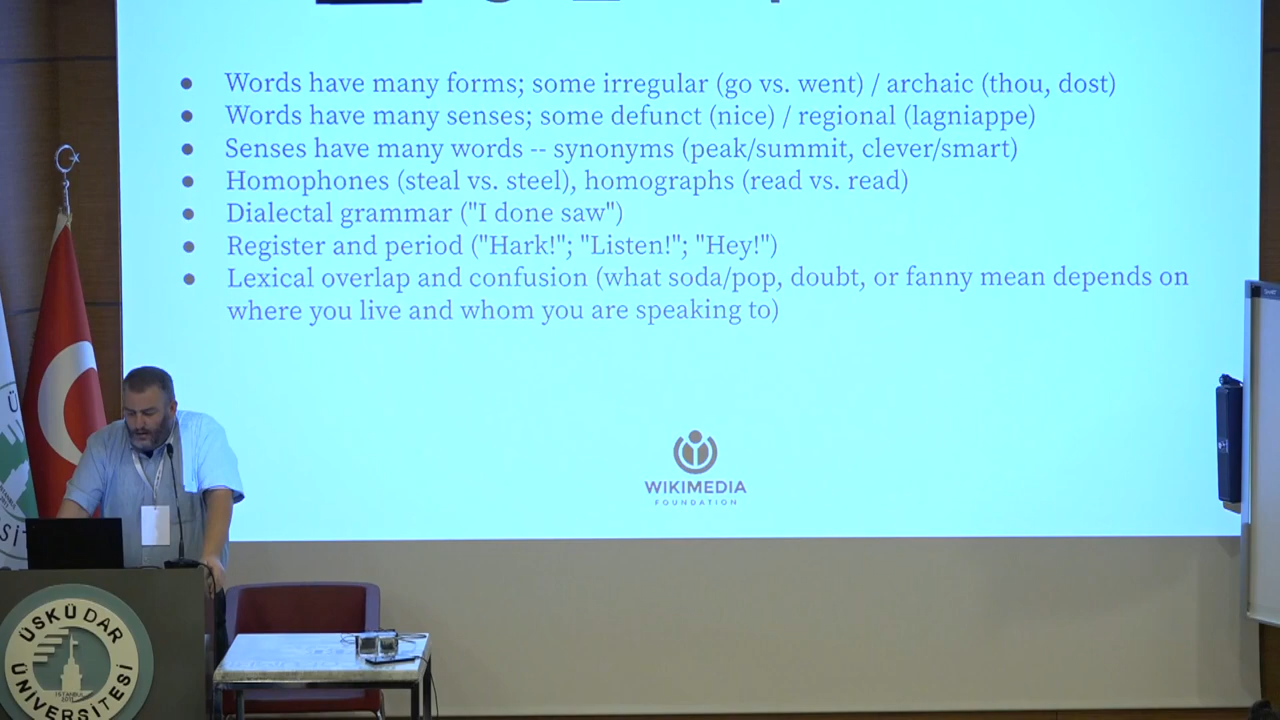 Words have many forms; some irregular (go vs. went) / archaic (thou, dost)
Words have many senses; some defunct (nice) / regional (lagniappe)
Senses have many words -- synonyms (peak/summit, clever/smart)
Homophones (steal vs. steel), homographs (read vs. read)
Dialectal grammar ("I done saw")
Register and period ("Hark!"; "Listen!"; "Hey!")
Lexical overlap and confusion (what soda/pop, doubt, or fanny mean depends on
where you live and whom you are speaking to)
WIKIMEDIA
FOUNDATION
ÜSKÜDAR
ÜNİVERSİTESİ
İSTANBUL
2011